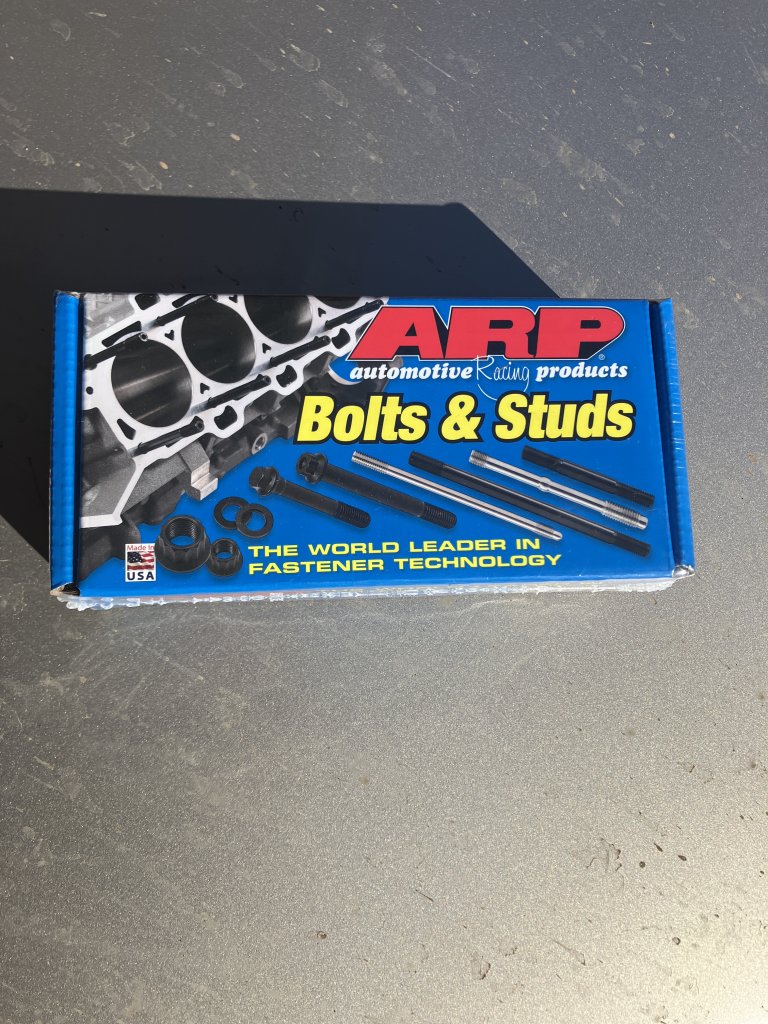 ARP
®
automotive Racing products
Bolts & Studs
THE WORLD LEADER IN
FASTENER TECHNOLOGY
Made In
USA